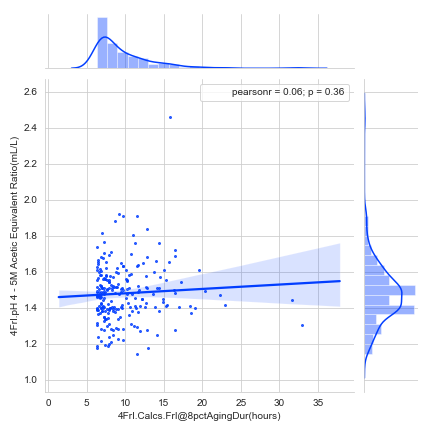 pearsonr = 0.06; p = 0.36
2.6
2.4
2.2
2.0
1.8
1.6
1.4
1.2
1.0
4Frl.pH 4 - 5M Acetic Equivalent Ratio(mL/L)
0 5 10 15 20 25 30 35
4Frl.Calcs.Frl@8pctAgingDur(hours)